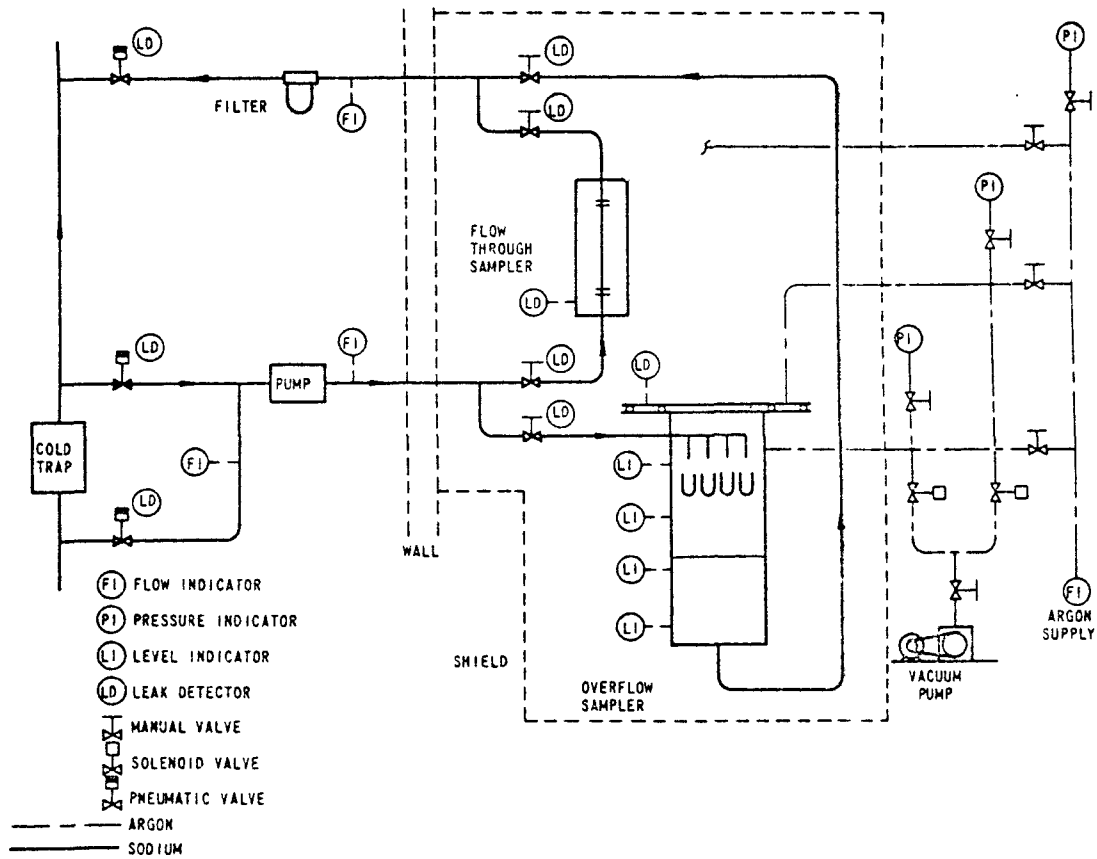 LD
PI
LD
FILTER
FI
LD
PI
FLOW
THROUGH
SAMPLER
LD
LD
FI
LD
PI
LD
PUMP
LD
COLD
TRAP
FI
LI
LD
LI
WALL
LI
FI
FLOW INDICATOR
FI
ARGON
SUPPLY
PI
PRESSURE INDICATOR
LI
LI
LEVEL INDICATOR
SHIELD
VACUUM
PUMP
LD
LEAK DETECTOR
OVERFLOW
SAMPLER
MANUAL VALVE
SOLENOID VALVE
PNEUMATIC VALVE
ARGON
SODIUM